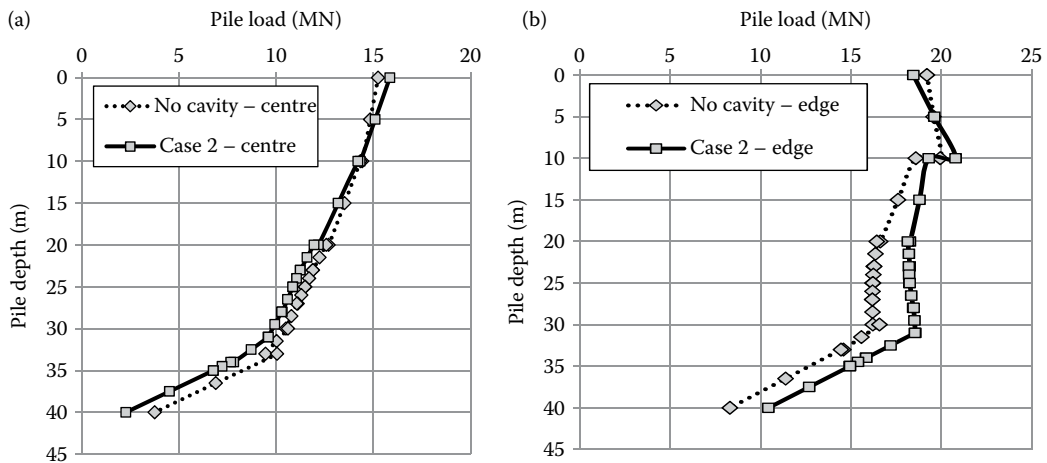 (a)
Pile load (MN)
0 5 10 15 20
0
5
10
15
20
25
30
35
40
45
Pile depth (m)
No cavity – centre
Case 2 – centre
(b)
Pile load (MN)
0 5 10 15 20 25
0
5
10
15
20
25
30
35
40
45
Pile depth (m)
No cavity – edge
Case 2 – edge